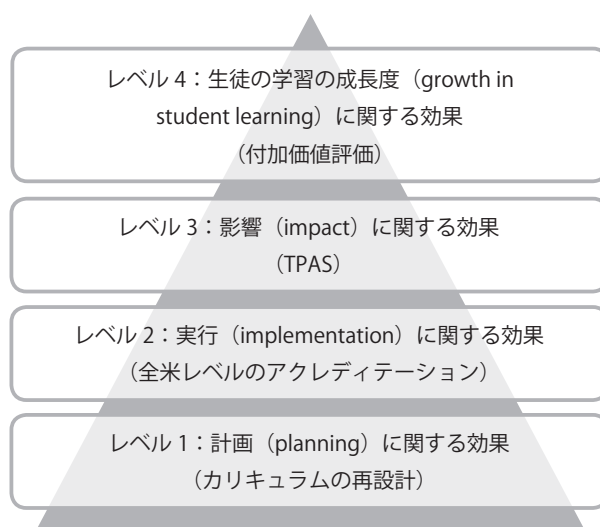 レベル 4：生徒の学習の成長度（growth in
student learning）に関する効果
（付加価値評価）
レベル 3：影響（impact）に関する効果
（TPAS）
レベル 2：実行（implementation）に関する効果
（全米レベルのアクレディテーション）
レベル 1：計画（planning）に関する効果
（カリキュラムの再設計）